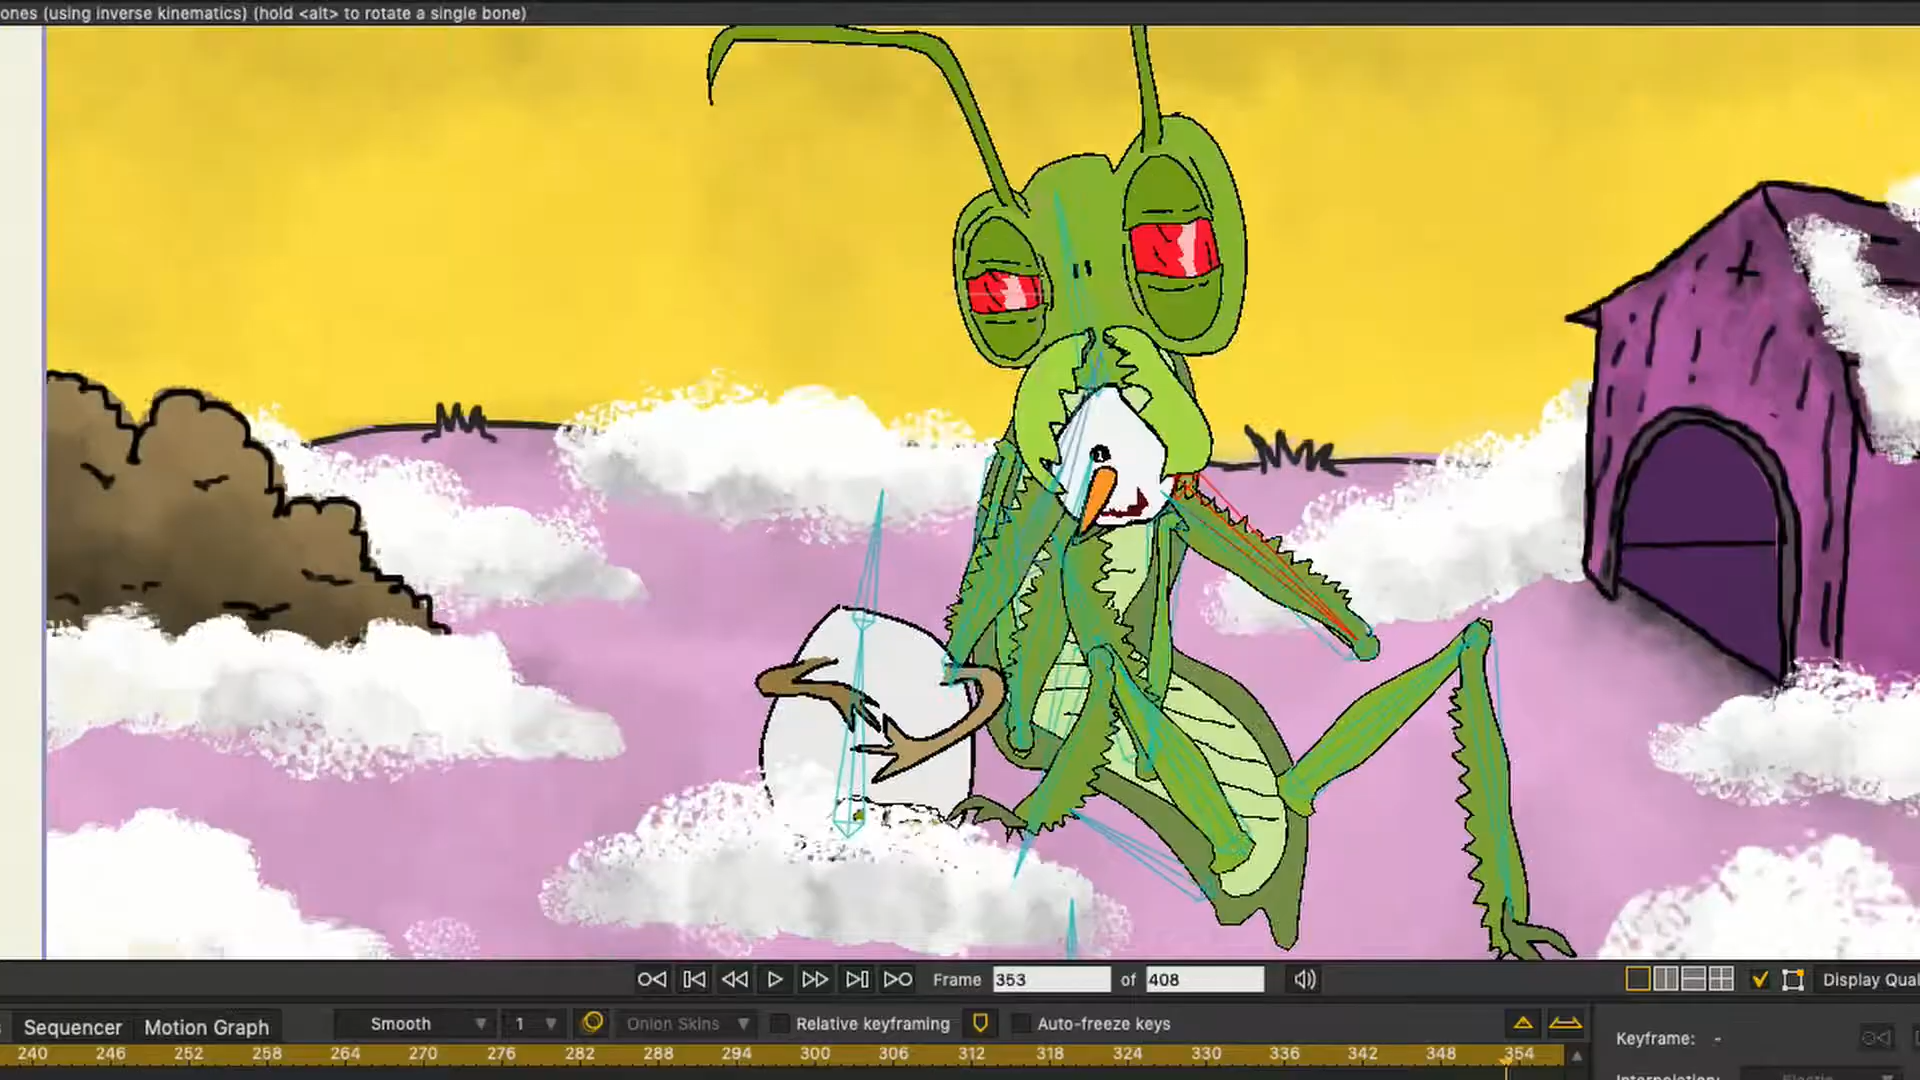 ones (using inverse kinematics) (hold <alt> to rotate a single bone)
Frame 353 of 408 Display Qual
Sequencer Motion Graph Smooth 1 Onion Skins Relative keyframing Auto-freeze keys
Keyframe: -
240 246 252 258 264 270 276 282 288 294 300 306 312 318 324 330 336 342 348 354